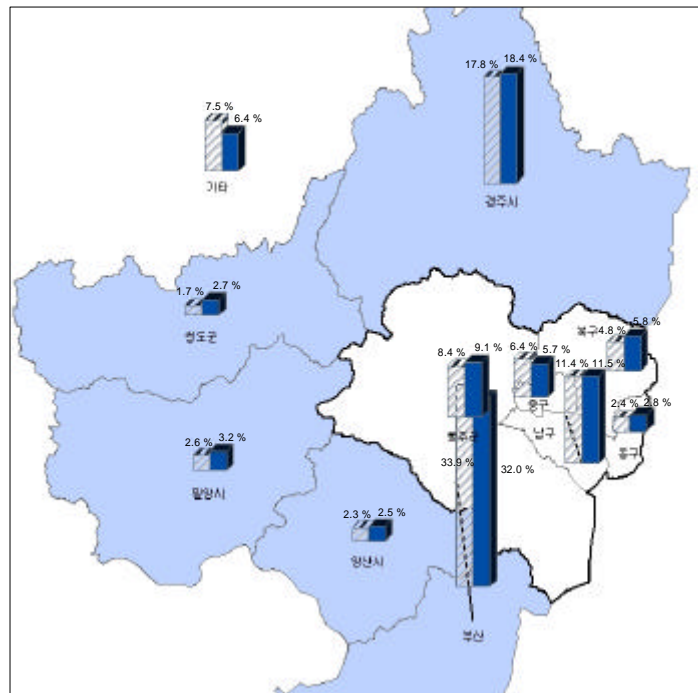 17.8 % 18.4 %
7.5 %
6.4 %
기타
경주시
1.7 % 2.7 %
청도군
북구
4.8 % 5.8 %
8.4 % 9.1 %
6.4 % 5.7 %
11.4 % 11.5 %
중구
2.4 % 2.8 %
남구
동구
울주군
2.6 % 3.2 %
밀양시
33.9 %
32.0 %
2.3 % 2.5 %
양산시
부산